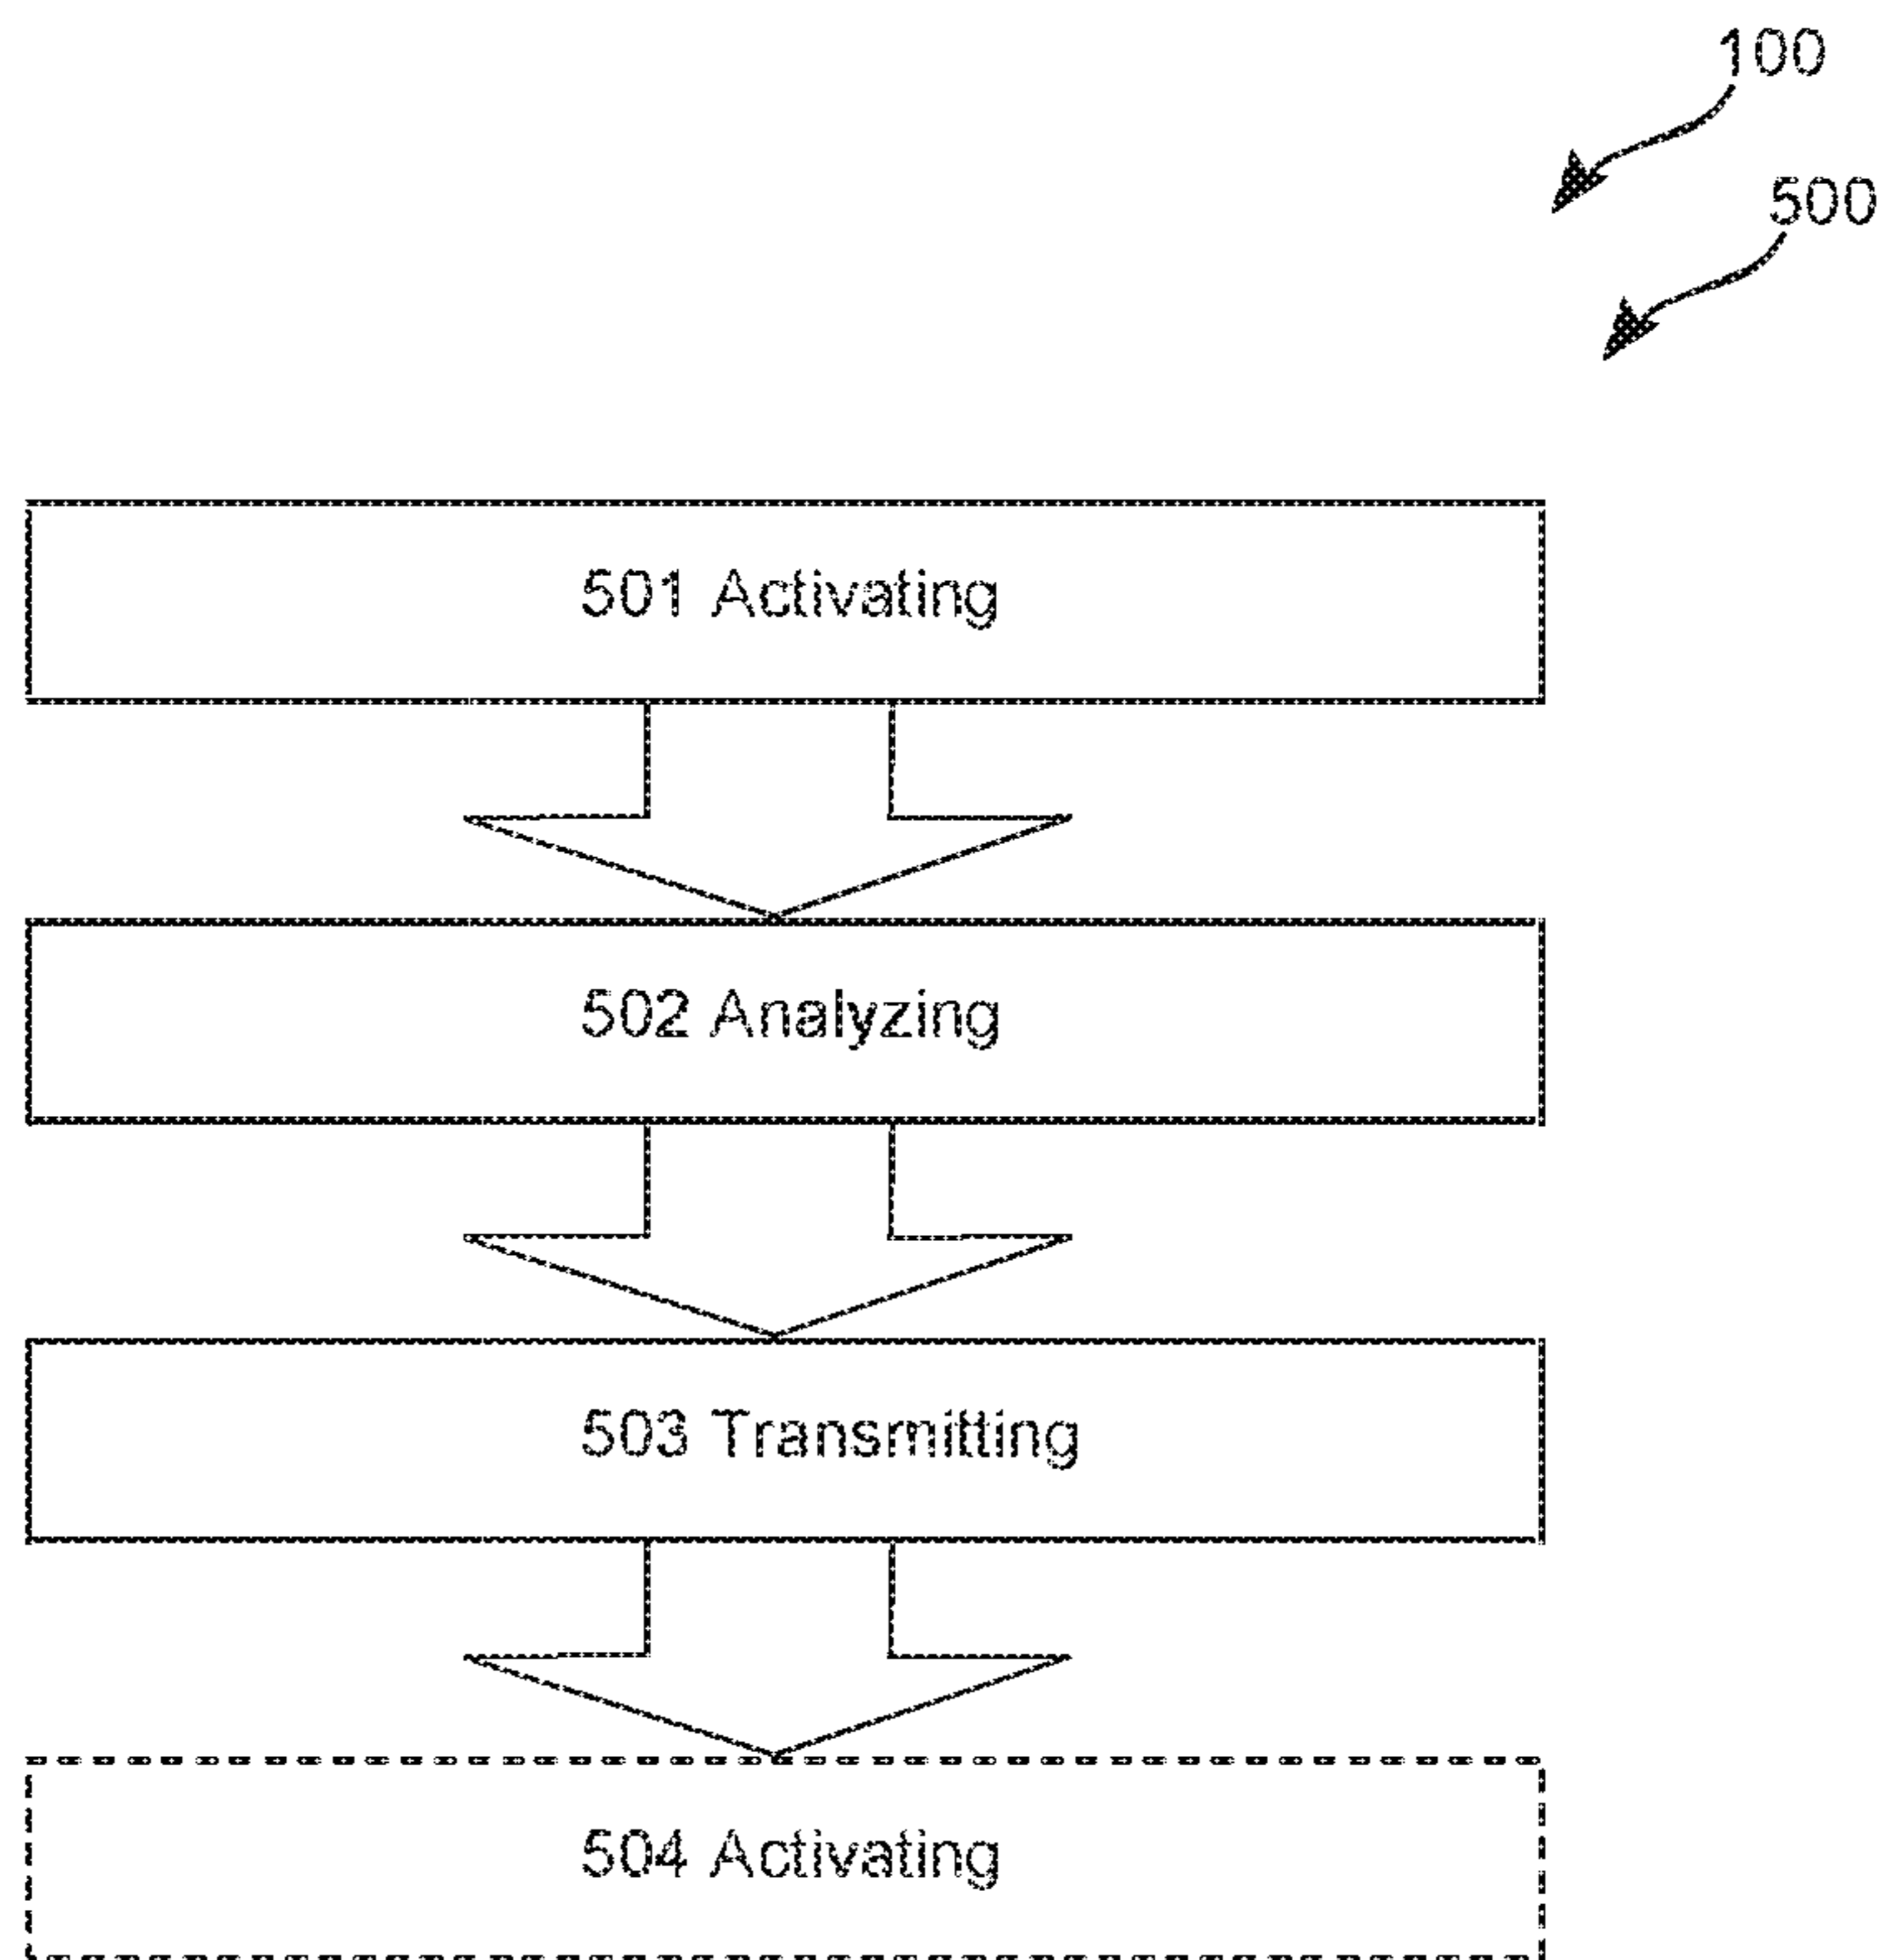 100
500
501 Activating
502 Analyzing
503 Transmitting
504 Activating